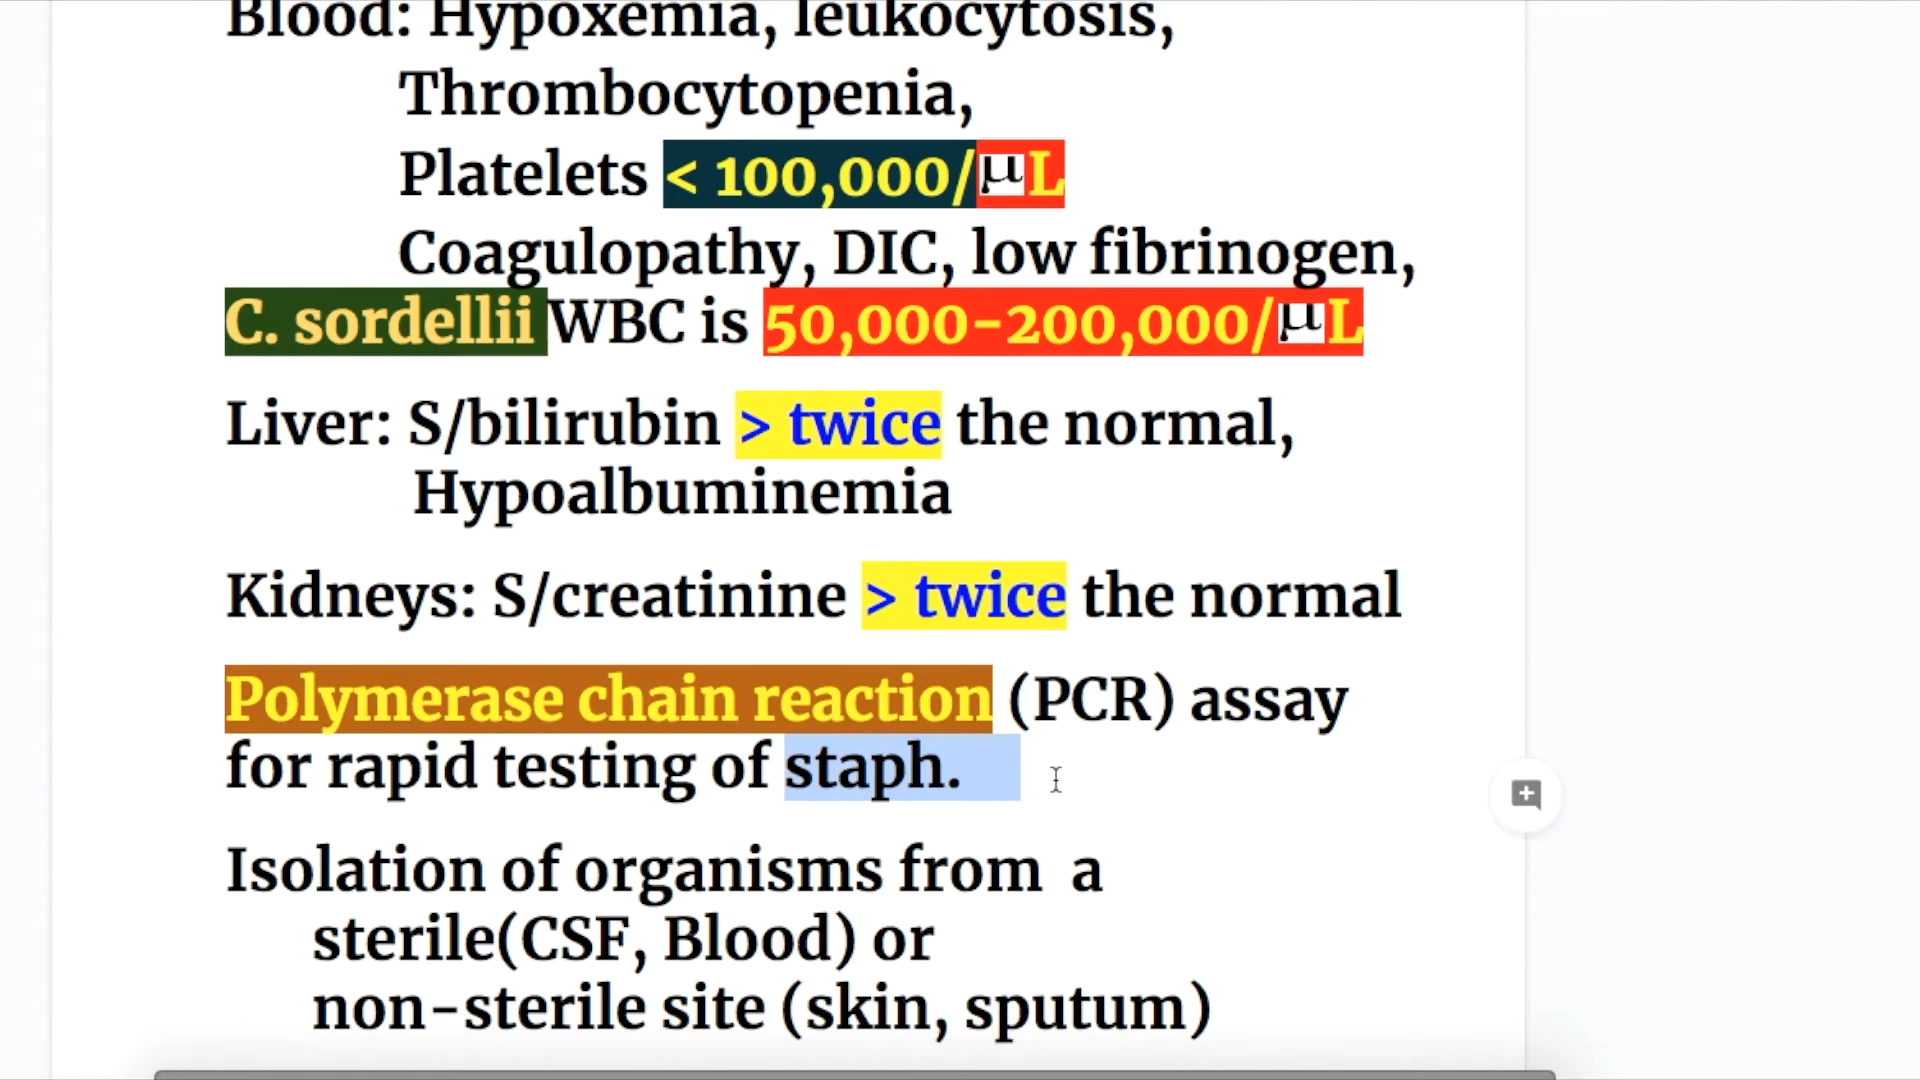 Blood: Hypoxemia, leukocytosis,
Thrombocytopenia,
Platelets < 100,000/µL
Coagulopathy, DIC, low fibrinogen,
C. sordellii WBC is 50,000-200,000/µL
Liver: S/bilirubin > twice the normal,
Hypoalbuminemia
Kidneys: S/creatinine > twice the normal
Polymerase chain reaction (PCR) assay
for rapid testing of staph.
Isolation of organisms from  a
sterile(CSF, Blood) or
non-sterile site (skin, sputum)